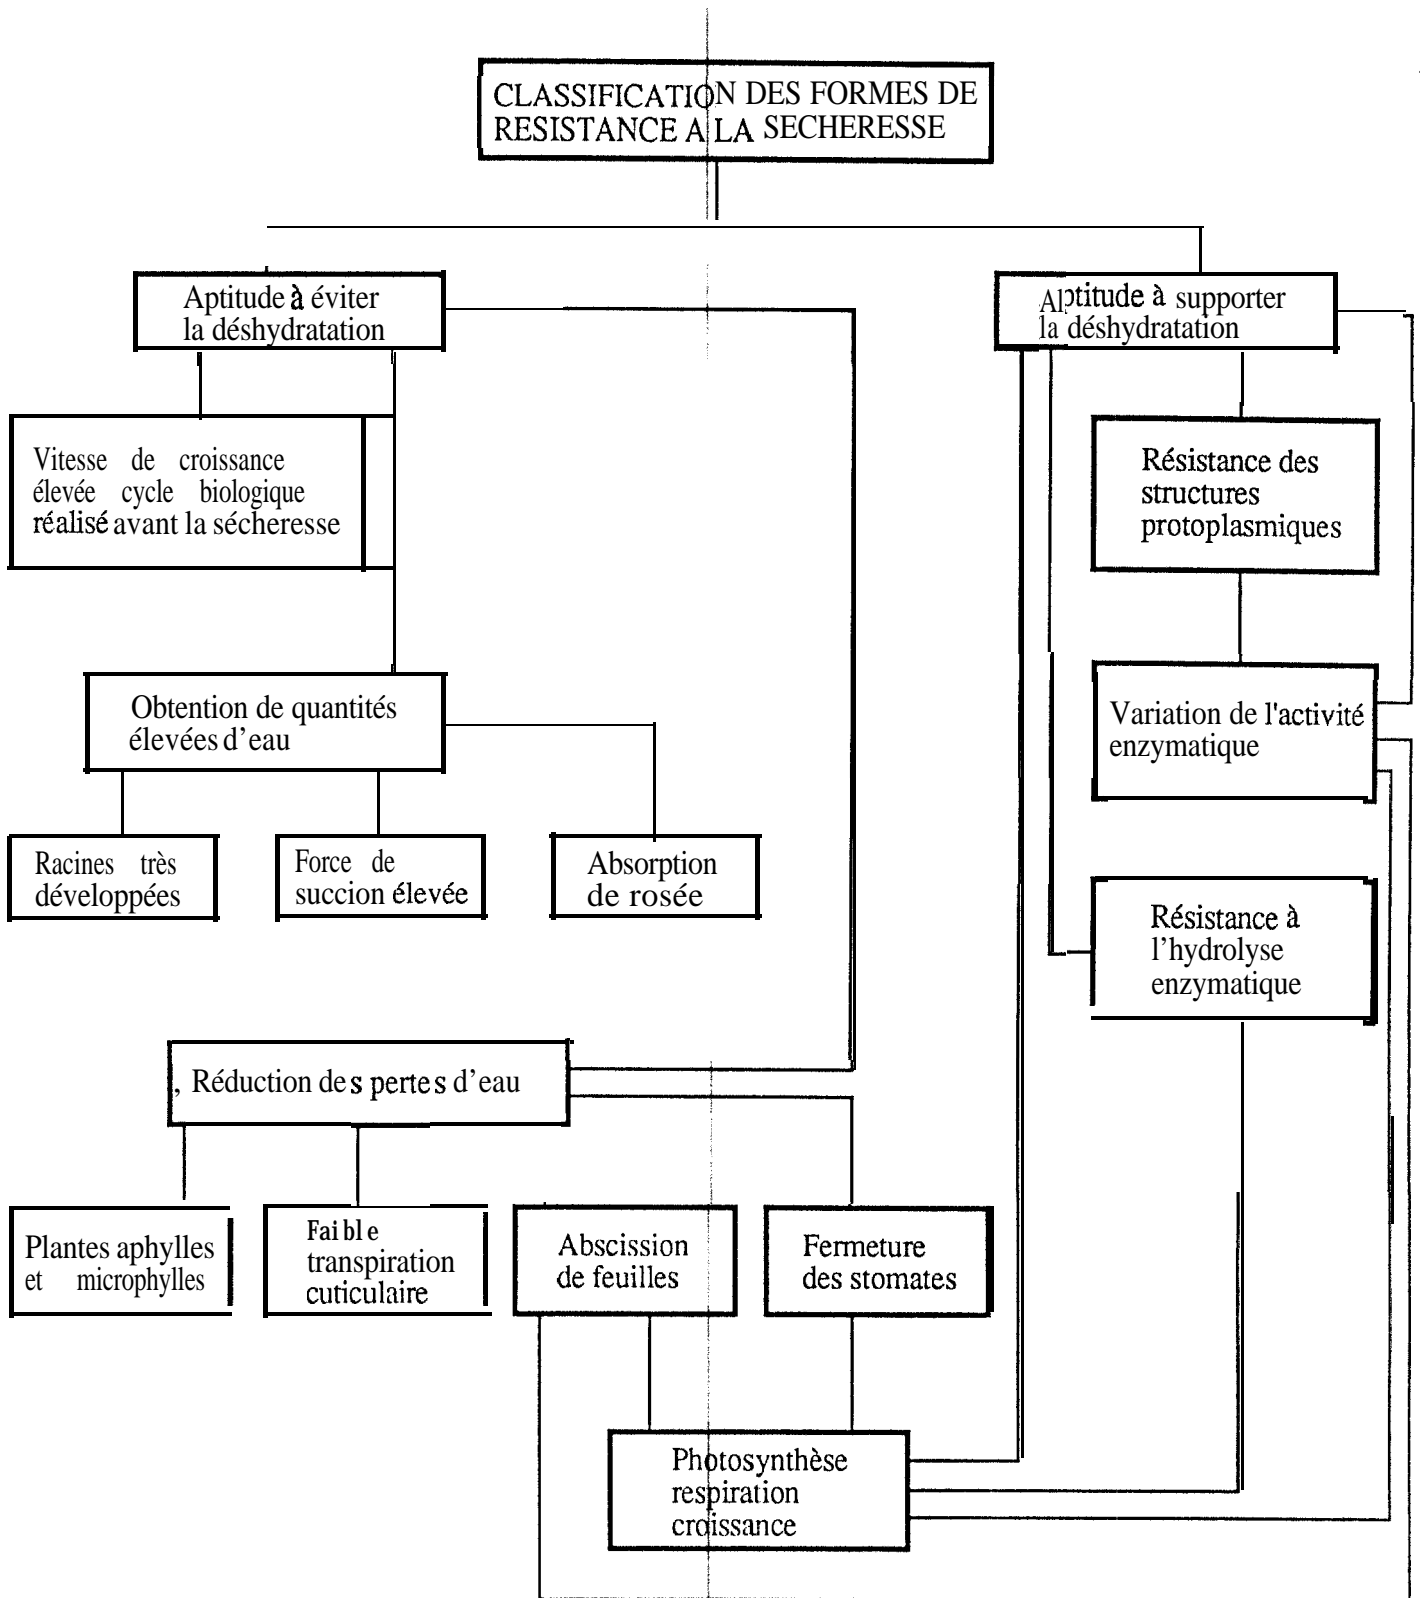 CLASSIFICATION DES FORMES DE
RESISTANCE A LA SECHERESSE
Aptitude à éviter
la déshydratation
Aptitude à supporter
la déshydratation
Vitesse de croissance
élevée cycle biologique
réalisé avant la sécheresse
Résistance des
structures
protoplasmiques
Obtention de quantités
élevées d'eau
Variation de l'activité
enzymatique
Racines très
développées
Force de
succion élevée
Absorption
de rosée
Résistance à
l'hydrolyse
enzymatique
, Réduction des pertes d'eau
Plantes aphylles
et microphylles
Faible
transpiration
cuticulaire
Abscission
de feuilles
Fermeture
des stomates
Photosynthèse
respiration
croissance